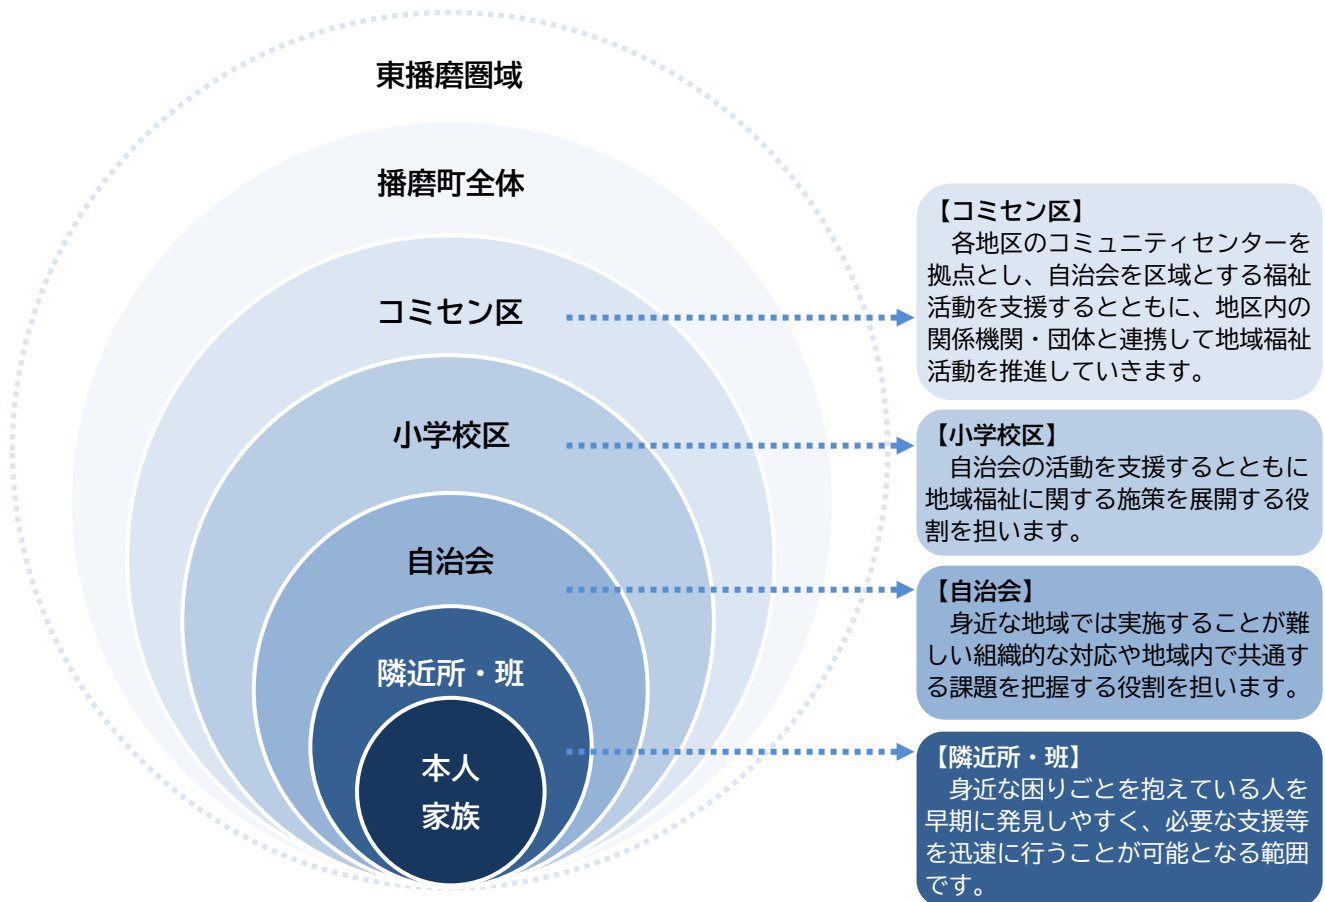 東播磨圏域
播磨町全体
コミセン区
小学校区
自治会
隣近所・班
本人
家族
【コミセン区】
　各地区のコミュニティセンターを
拠点とし、自治会を区域とする福祉
活動を支援するとともに、地区内の
関係機関・団体と連携して地域福祉
活動を推進していきます。
【小学校区】
　自治会の活動を支援するとともに
地域福祉に関する施策を展開する役
割を担います。
【自治会】
　身近な地域では実施することが難
しい組織的な対応や地域内で共通す
る課題を把握する役割を担います。
【隣近所・班】
　身近な困りごとを抱えている人を
早期に発見しやすく、必要な支援等
を迅速に行うことが可能となる範囲
です。